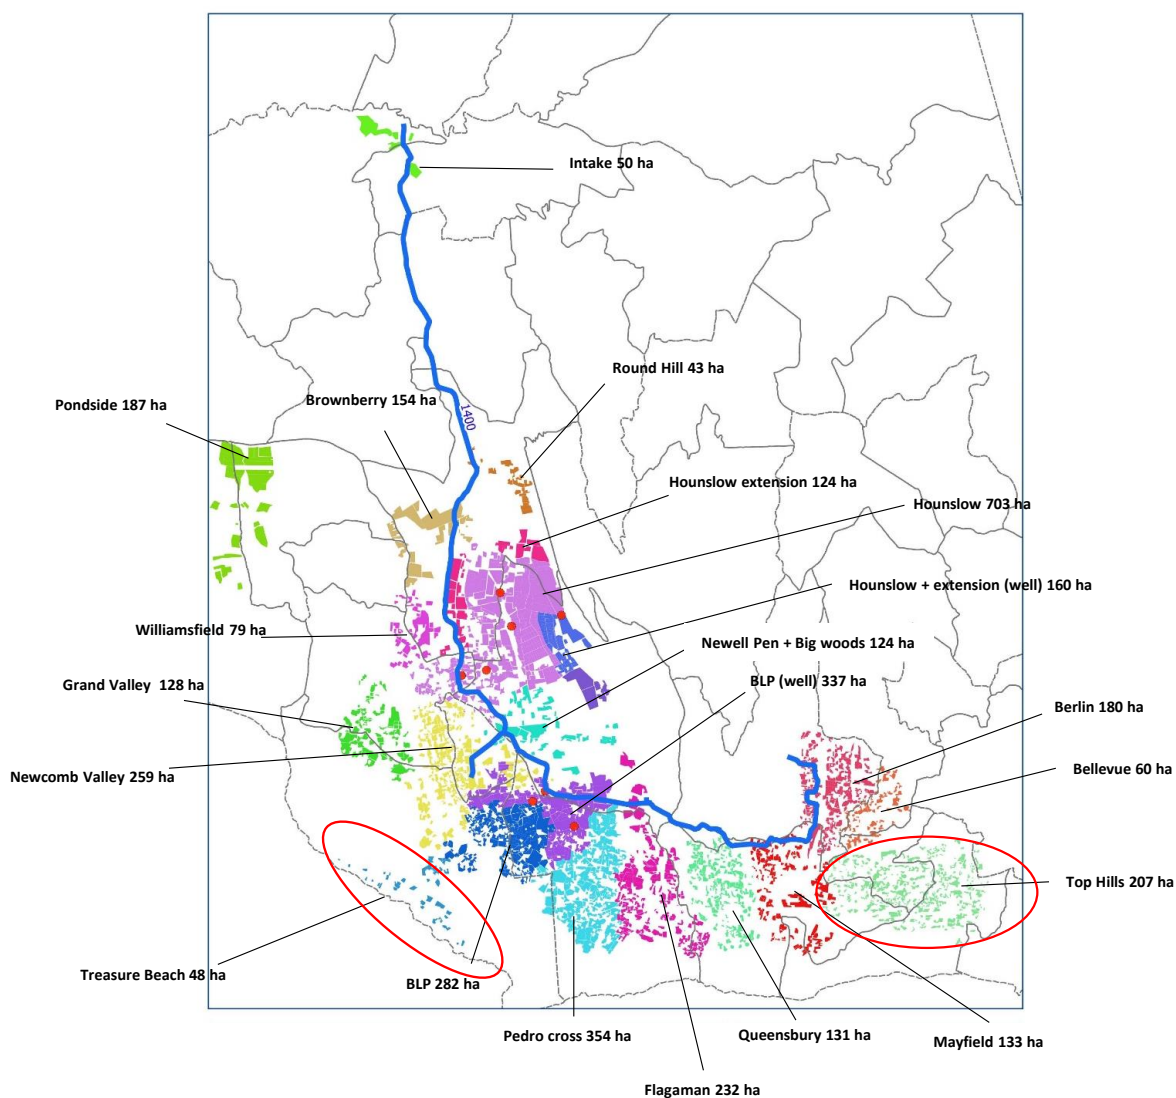 Intake 50 ha
Round Hill 43 ha
Brownberry 154 ha
Pondside 187 ha
1400
Hounslow extension 124 ha
Hounslow 703 ha
Hounslow + extension (well) 160 ha
Williamsfield 79 ha
Newell Pen + Big woods 124 ha
BLP (well) 337 ha
Grand Valley  128 ha
Berlin 180 ha
Bellevue 60 ha
Newcomb Valley 259 ha
Top Hills 207 ha
Treasure Beach 48 ha
BLP 282 ha
Pedro cross 354 ha
Queensbury 131 ha
Mayfield 133 ha
Flagaman 232 ha